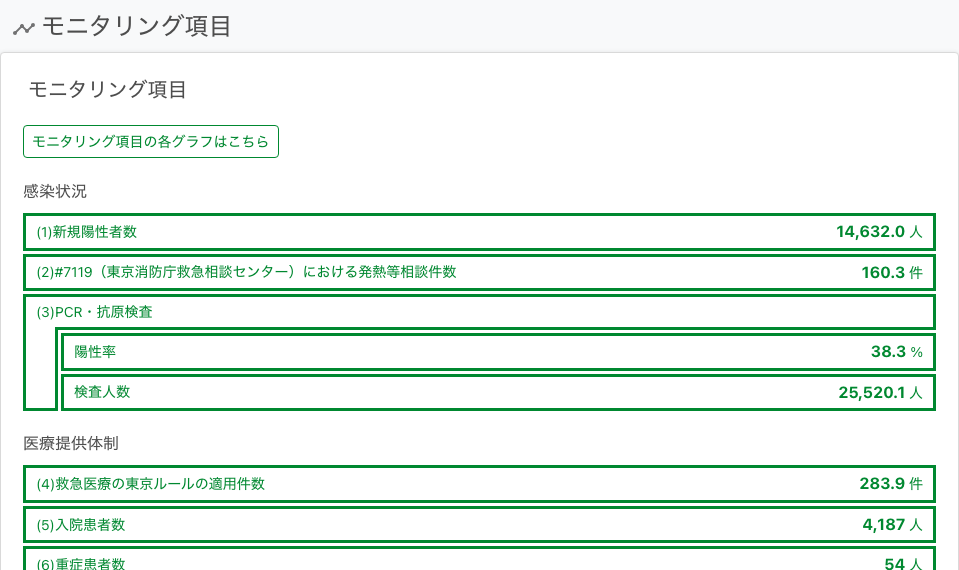 モニタリング項目
モニタリング項目
モニタリング項目の各グラフはこちら
感染状況
(1)新規陽性者数 14,632.0 人
(2)#7119（東京消防庁救急相談センター）における発熱等相談件数 160.3 件
(3)PCR・抗原検査
陽性率 38.3 %
検査人数 25,520.1 人
医療提供体制
(4)救急医療の東京ルールの適用件数 283.9 件
(5)入院患者数 4,187 人
(6)重症患者数 54 人